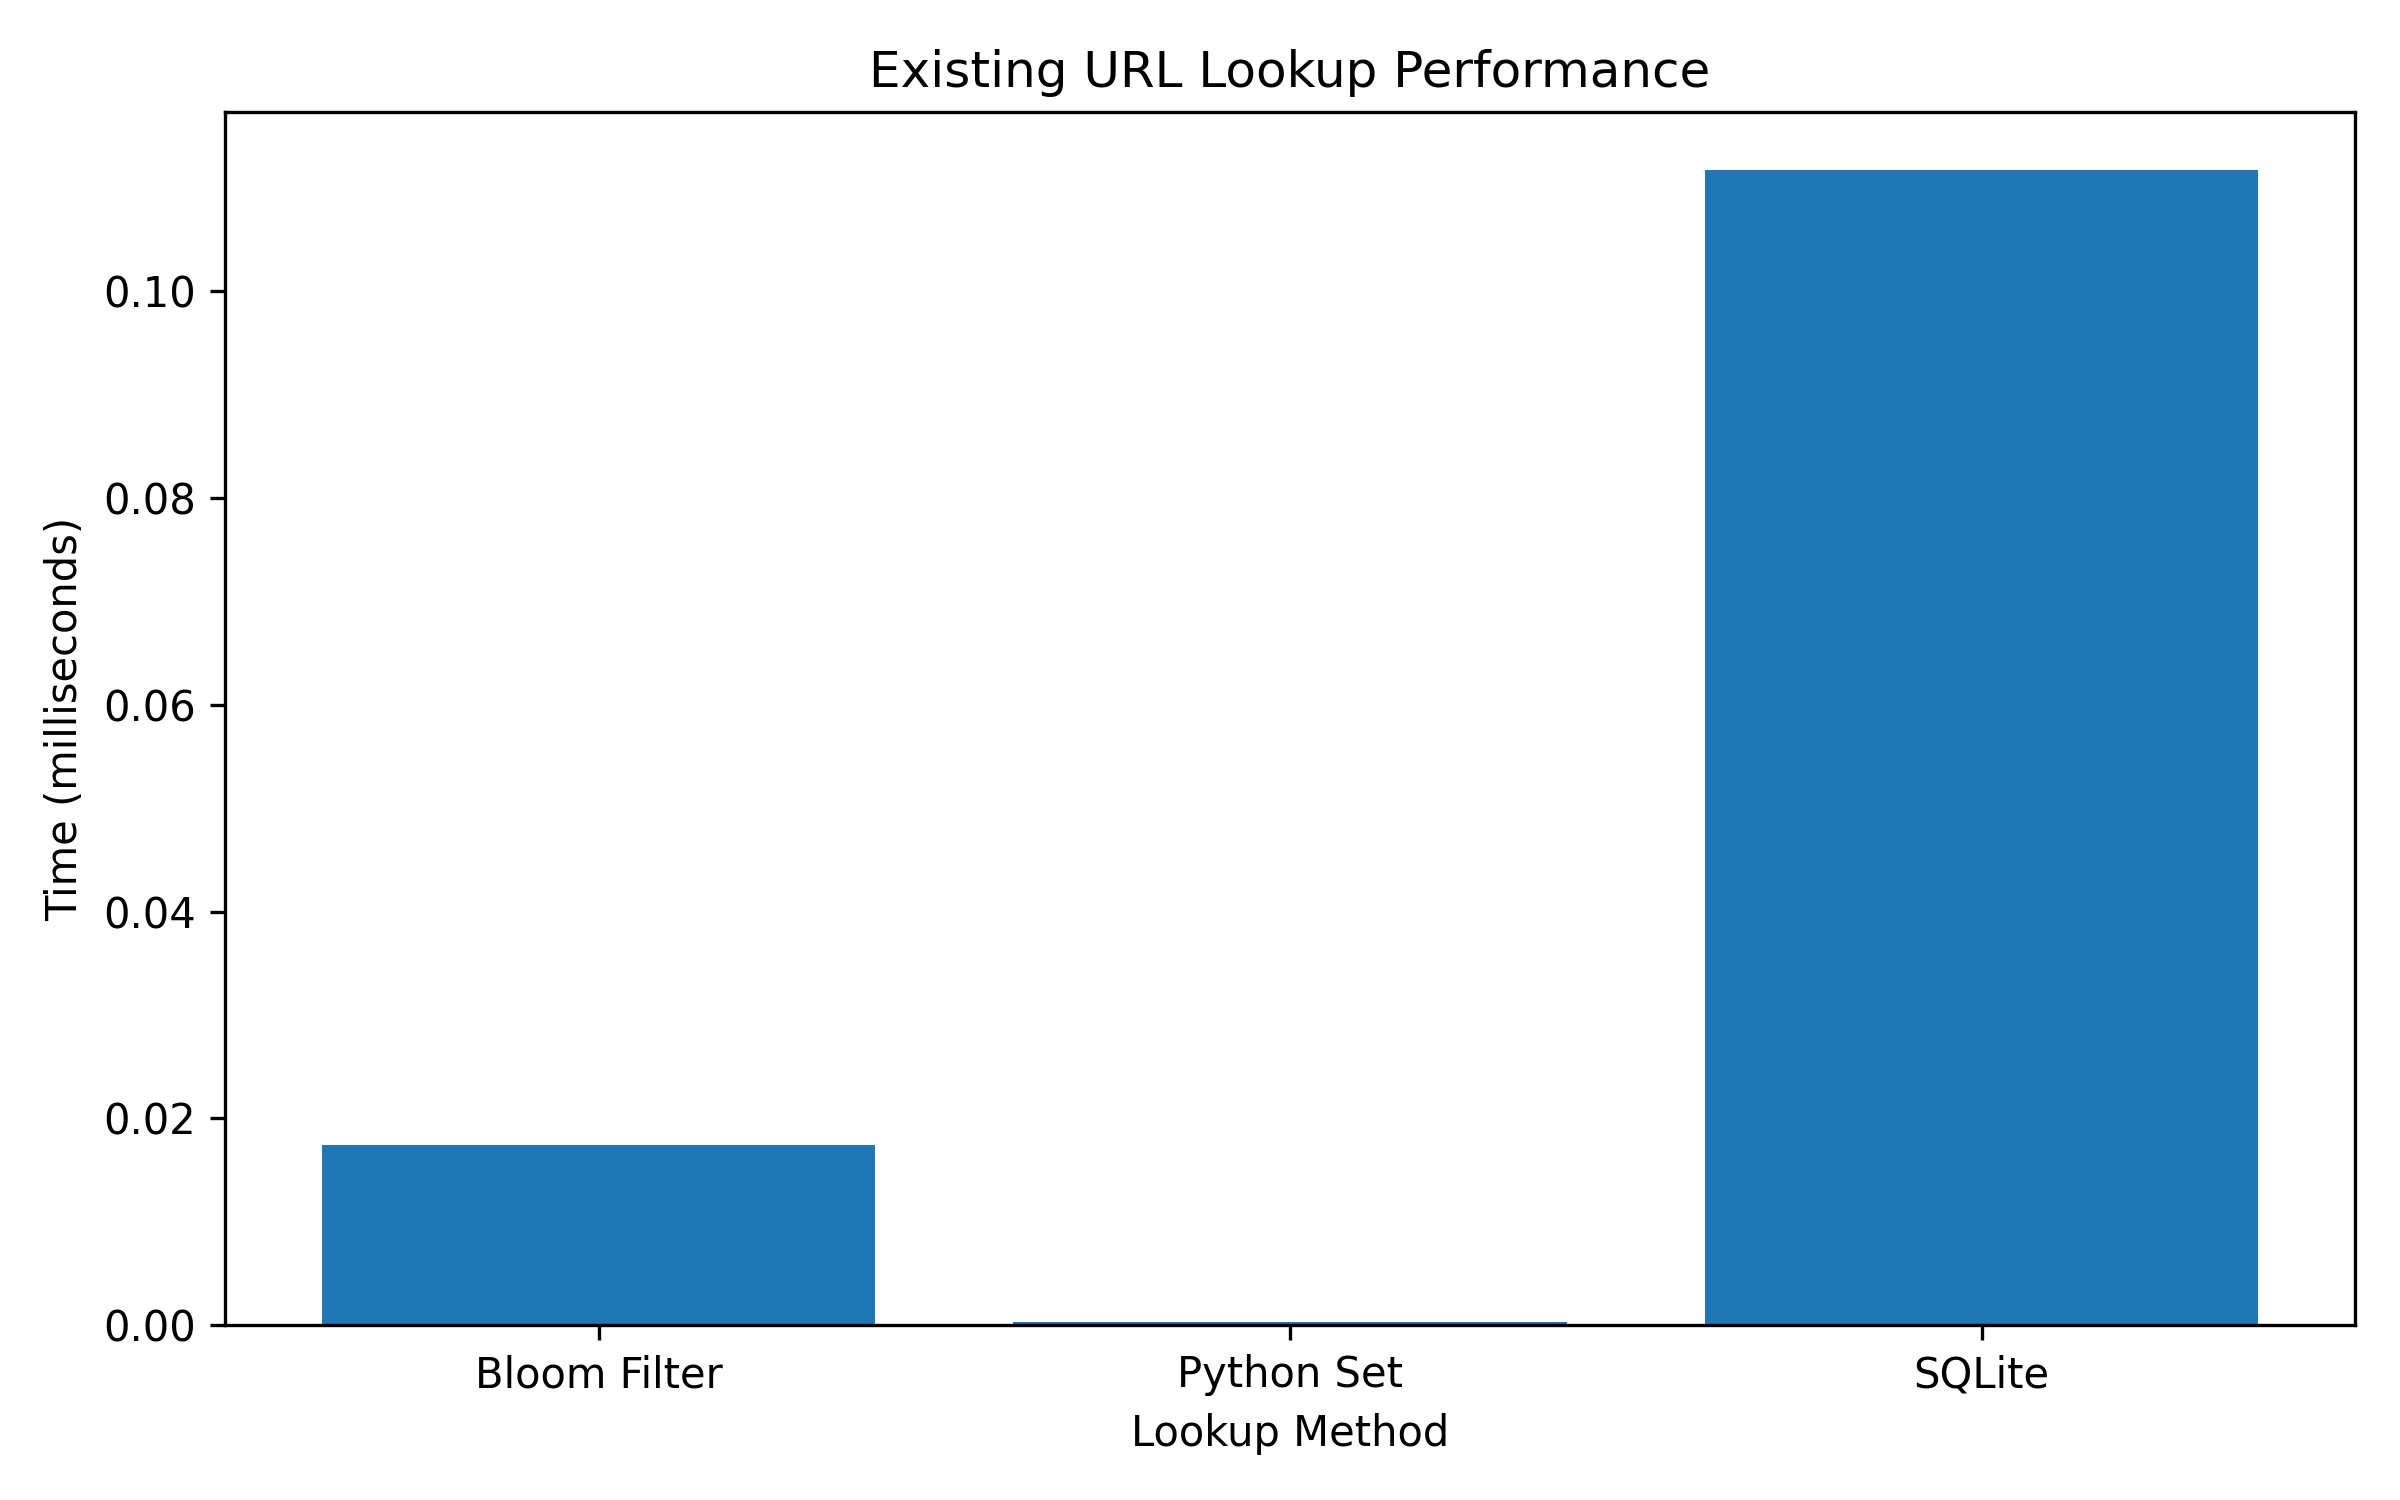 Existing URL Lookup Performance
Time (milliseconds)
0.10
0.08
0.06
0.04
0.02
0.00
Bloom Filter
Python Set
SQLite
Lookup Method